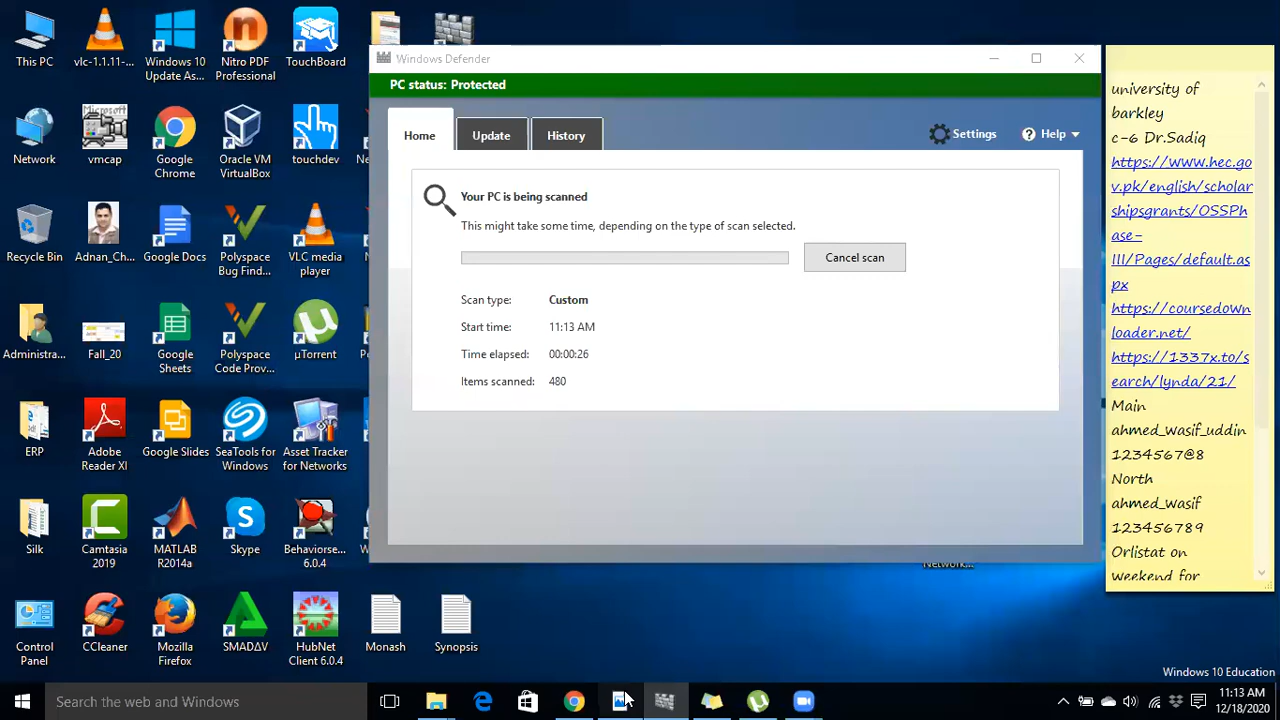 This PC
vlc-1.1.11-...
Windows 10
Update As...
Nitro PDF
Professional
TouchBoard
Network
Microsoft
vmcap
Google
Chrome
Oracle VM
VirtualBox
touchdev
Recycle Bin
Adnan_Ch...
Google Docs
Polyspace
Bug Find...
VLC media
player
Administra...
Fall_20
Google
Sheets
Polyspace
Code Prov...
µTorrent
ERP
Adobe
Reader XI
Google Slides
SeaTools for
Windows
Asset Tracker
for Networks
Silk
Camtasia
2019
MATLAB
R2014a
Skype
Behaviorse...
6.0.4
Control
Panel
CCleaner
Mozilla
Firefox
SMADΔV
HubNet
Client 6.0.4
Monash
Synopsis
Windows Defender
PC status: Protected
Home
Update
History
Settings
Help
Your PC is being scanned
This might take some time, depending on the type of scan selected.
Cancel scan
Scan type: Custom
Start time: 11:13 AM
Time elapsed: 00:00:26
Items scanned: 480
Network...
university of
barkley
c-6 Dr.Sadiq
https://www.hec.go
v.pk/english/scholar
shipsgrants/OSSPh
ase-
III/Pages/default.as
px
https://coursedown
loader.net/
https://1337x.to/s
earch/lynda/21/
Main
ahmed_wasif_uddin
1234567@8
North
ahmed_wasif
123456789
Orlistat on
weekend for
Windows 10 Education
Search the web and Windows
11:13 AM
12/18/2020